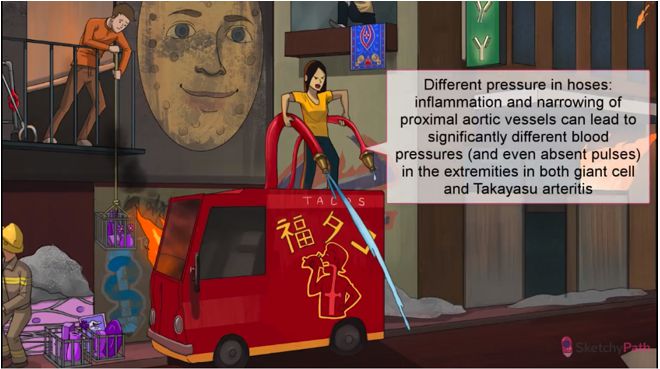 Y
Y
Different pressure in hoses:
inflammation and narrowing of
proximal aortic vessels can lead to
significantly different blood
pressures (and even absent pulses)
in the extremities in both giant cell
and Takayasu arteritis
TACOS
福タコ
SketchyPath